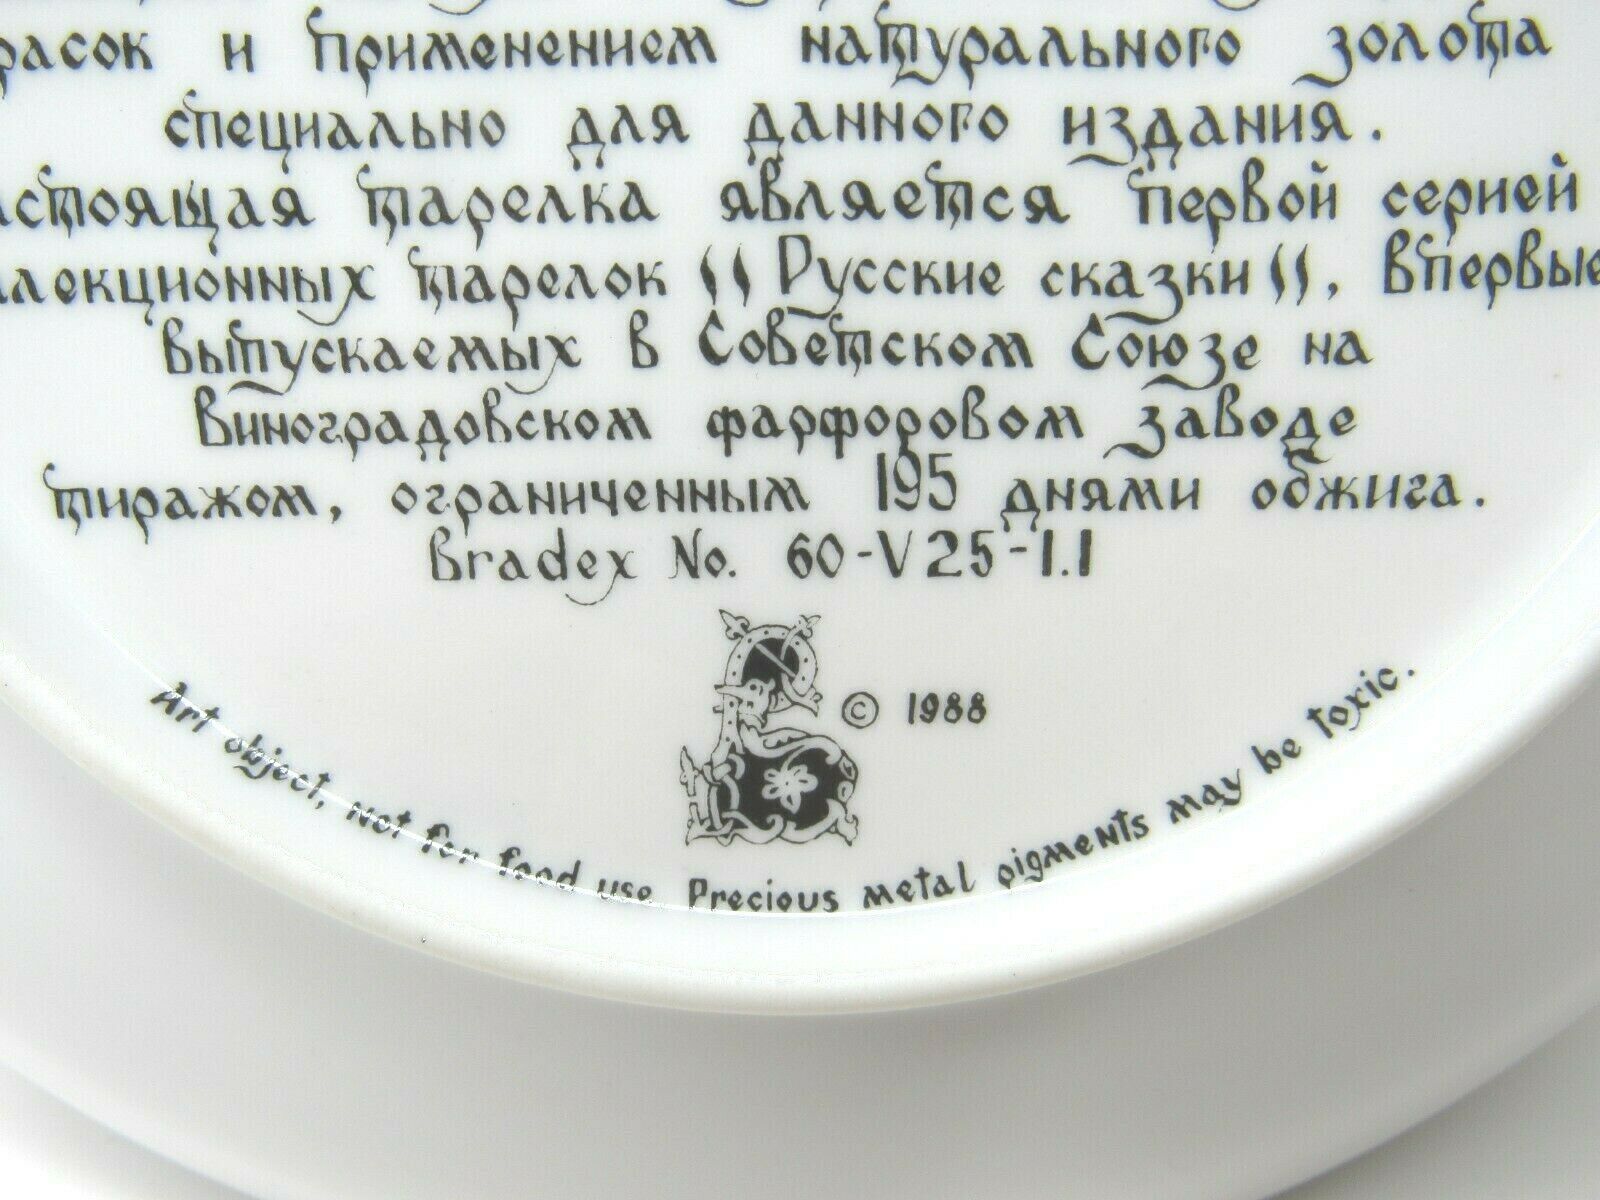 красок и применением натурального золота
специально для данного издания.
Настоящая тарелка является первой серией
коллекционных тарелок "Русские сказки", впервые
выпускаемых в Советском Союзе на
Виноградовском фарфоровом заводе
тиражом, ограниченным 195 днями обжига.
Bradex No. 60-V25-1.1
© 1988
Art object, not for food use. Precious metal pigments may be toxic.